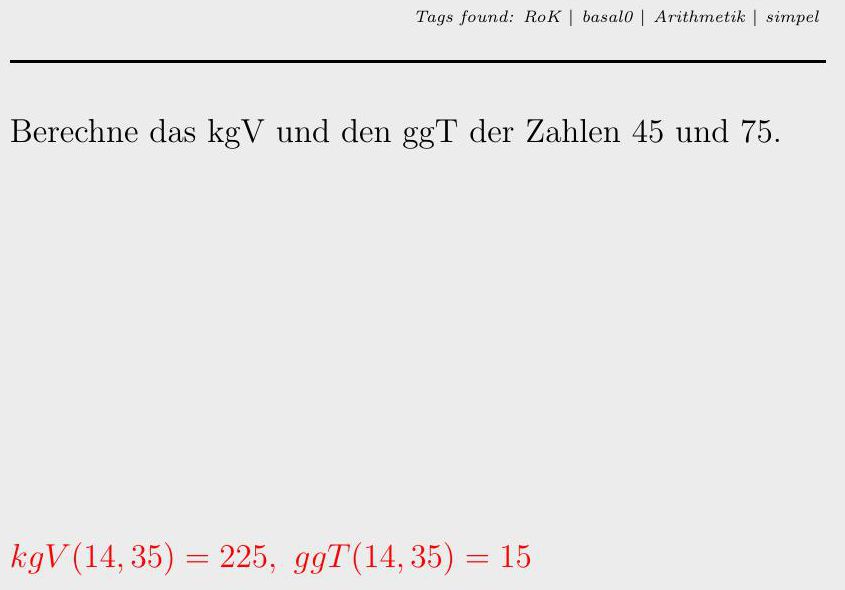 Tags found: RoK | basal0 | Arithmetik | simpel
Berechne das kgV und den ggT der Zahlen 45 und 75.
kgV(14, 35) = 225, ggT(14, 35) = 15